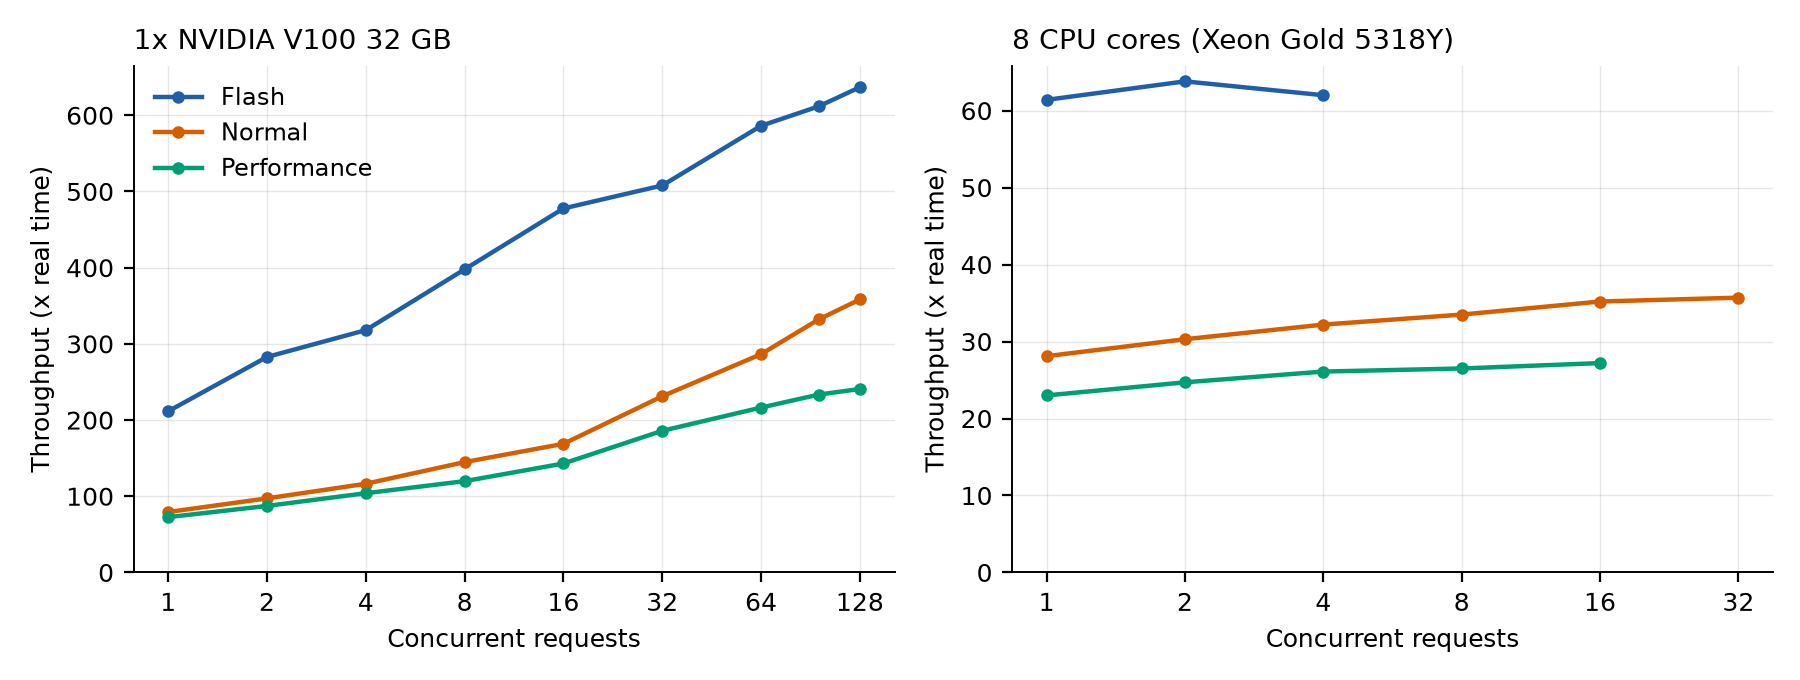 1x NVIDIA V100 32 GB
Flash
Normal
Performance
Throughput (x real time)
600
500
400
300
200
100
0
1 2 4 8 16 32 64 128
Concurrent requests
8 CPU cores (Xeon Gold 5318Y)
Throughput (x real time)
60
50
40
30
20
10
0
1 2 4 8 16 32
Concurrent requests